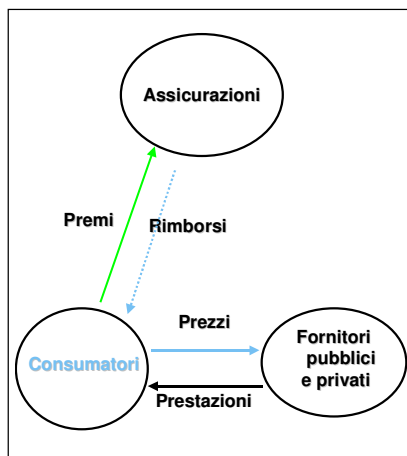 Assicurazioni
Premi
Rimborsi
Prezzi
Consumatori
Fornitori
pubblici
e privati
Prestazioni